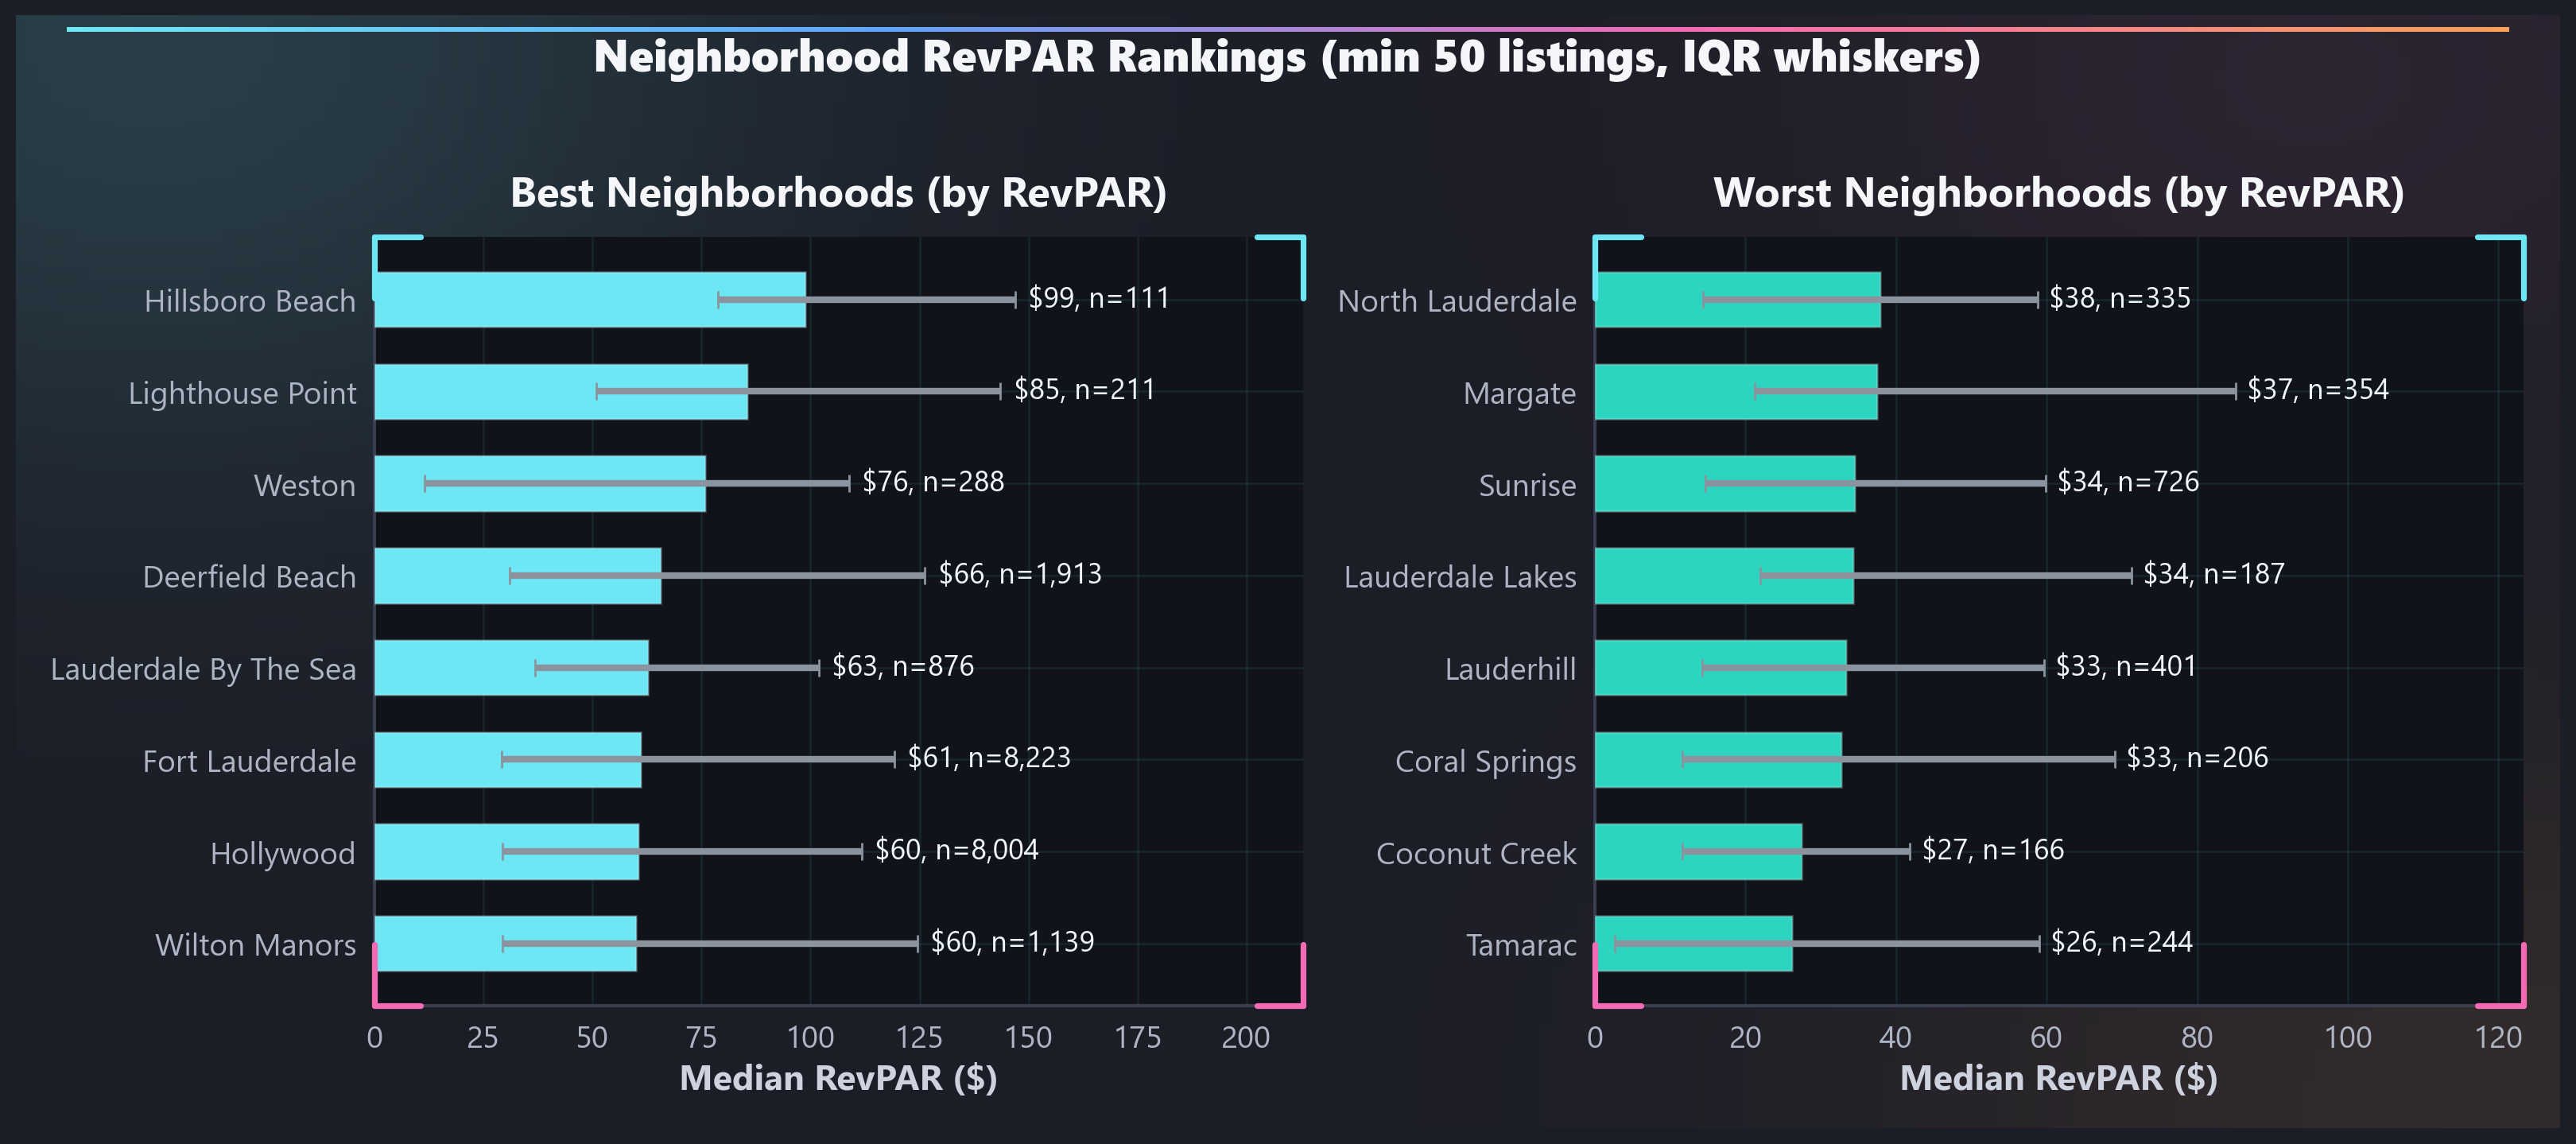 Neighborhood RevPAR Rankings (min 50 listings, IQR whiskers)
Best Neighborhoods (by RevPAR)
Hillsboro Beach
$99, n=111
Lighthouse Point
$85, n=211
Weston
$76, n=288
Deerfield Beach
$66, n=1,913
Lauderdale By The Sea
$63, n=876
Fort Lauderdale
$61, n=8,223
Hollywood
$60, n=8,004
Wilton Manors
$60, n=1,139
0 25 50 75 100 125 150 175 200
Median RevPAR ($)
Worst Neighborhoods (by RevPAR)
North Lauderdale
$38, n=335
Margate
$37, n=354
Sunrise
$34, n=726
Lauderdale Lakes
$34, n=187
Lauderhill
$33, n=401
Coral Springs
$33, n=206
Coconut Creek
$27, n=166
Tamarac
$26, n=244
0 20 40 60 80 100 120
Median RevPAR ($)